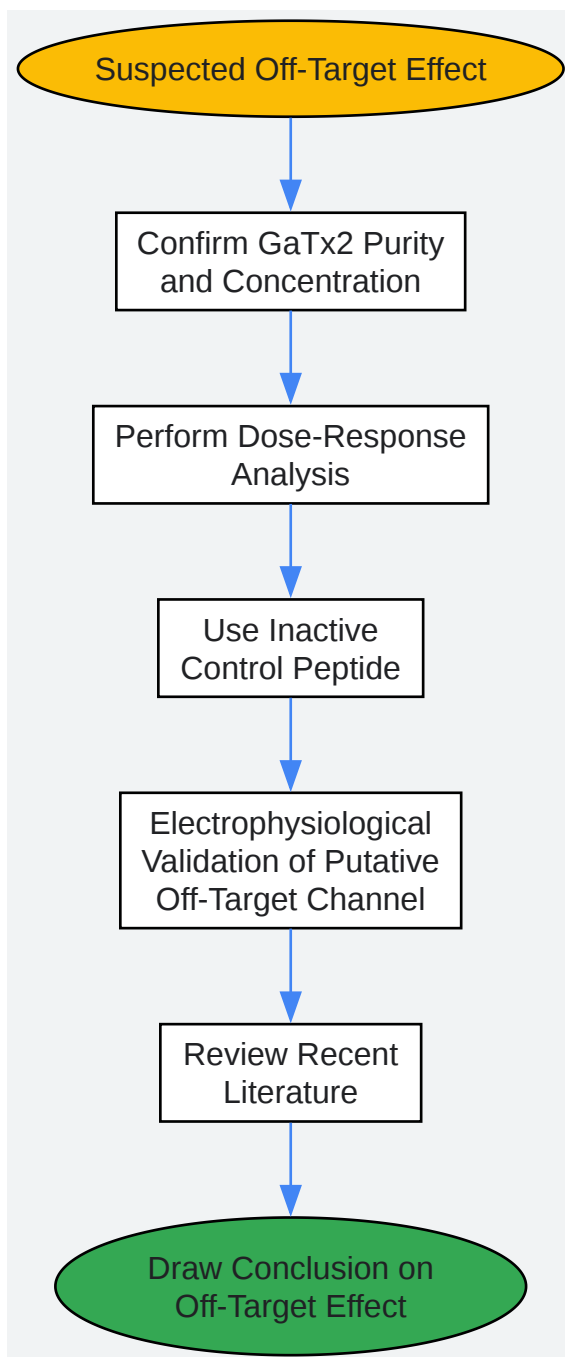 Suspected Off-Target Effect
Confirm GaTx2 Purity
and Concentration
Perform Dose-Response
Analysis
Use Inactive
Control Peptide
Electrophysiological
Validation of Putative
Off-Target Channel
Review Recent
Literature
Draw Conclusion on
Off-Target Effect